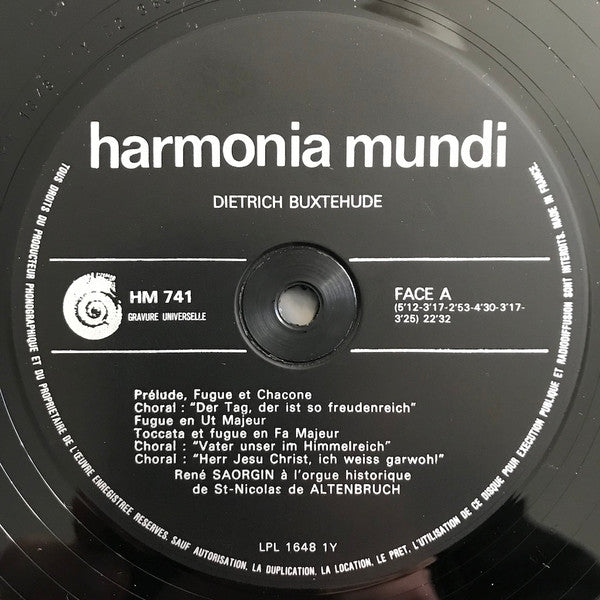 harmonia mundi
DIETRICH BUXTEHUDE
HM 741
GRAVURE UNIVERSELLE
FACE A
(5'12-3'17-2'53-4'30-3'17-
3'25) 22'32
Prélude, Fugue et Chacone
Choral : "Der Tag, der ist so freudenreich"
Fugue en Ut Majeur
Toccata et fugue en Fa Majeur
Choral : "Vater unser im Himmelreich"
Choral : "Herr Jesu Christ, ich weiss garwohl"
René SAORGIN à l'orgue historique
de St-Nicolas de ALTENBRUCH
LPL 1648 1Y
TOUS DROITS DU PRODUCTEUR PHONOGRAPHIQUE ET DU PROPRIETAIRE DE L'ŒUVRE ENREGISTREE RESERVES. SAUF AUTORISATION, LA DUPLICATION, LA LOCATION, LE PRET, L'UTILISATION DE CE DISQUE POUR EXECUTION PUBLIQUE ET RADIODIFFUSION SONT INTERDITS. MADE IN FRANCE.